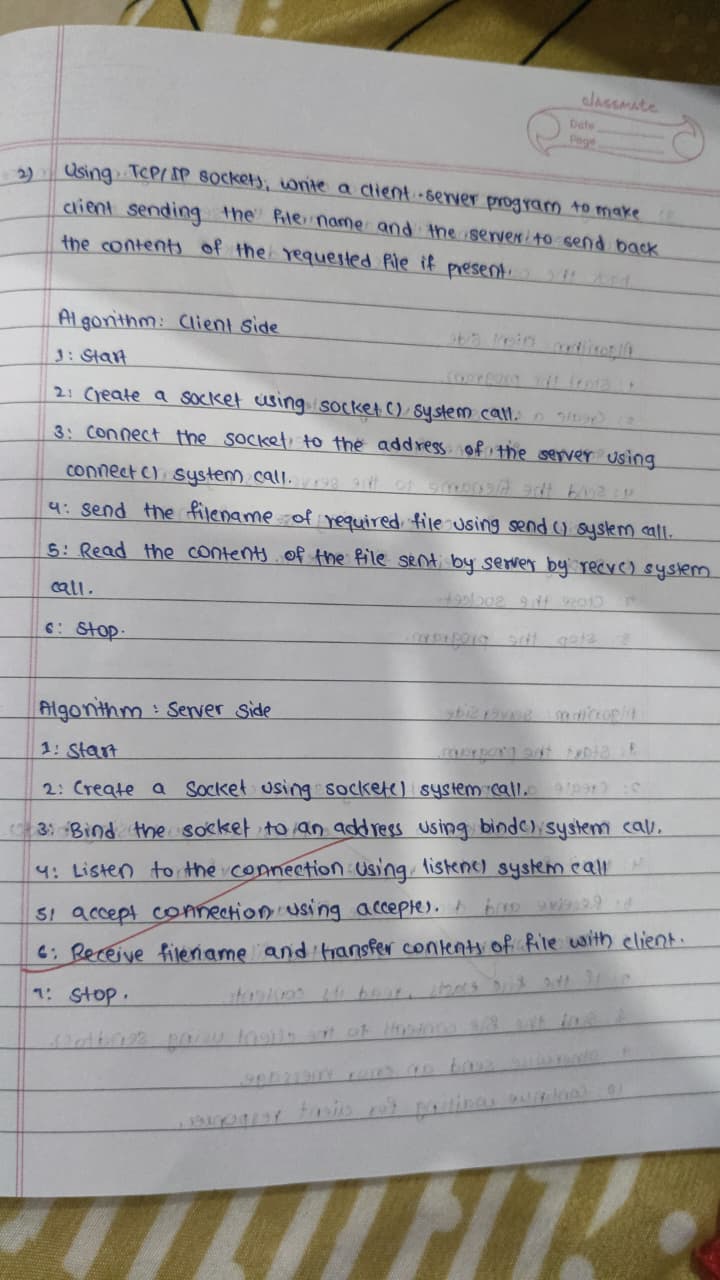 classmate
Date
Page
2) Using TCP/IP sockets, write a client-server program to make
client sending the file name and the server to send back
the contents of the requested file if present.
Algorithm: Client Side
1: Start
2: Create a socket using socket() system call.
3: Connect the socket to the address of the server using
connect() system call.
4: Send the filename of required file using send() system call.
5: Read the contents of the file sent by server by recv() system
call.
6: Stop.
Algorithm: Server Side
1: Start
2: Create a Socket using socket() system call.
3: Bind the socket to an address using bind() system call.
4: Listen to the connection using listen() system call
5: accept connection using accept().
6: Receive filename and transfer contents of file with client.
7: Stop.